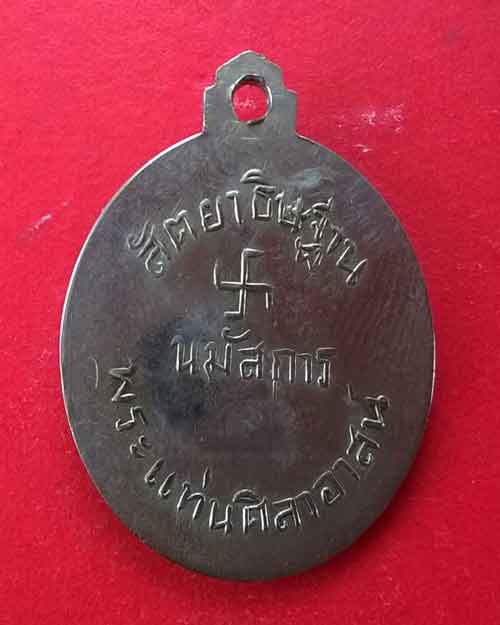 สัตยาธิษฐาน
卐
นมัสการ
พระแท่นศิลาอาสน์